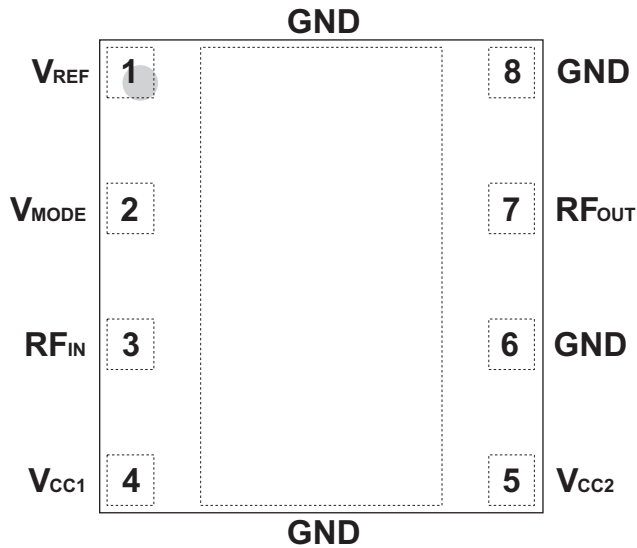 GND
VREF 1 8 GND
VMODE 2 7 RFOUT
RFIN 3 6 GND
VCC1 4 5 VCC2
GND